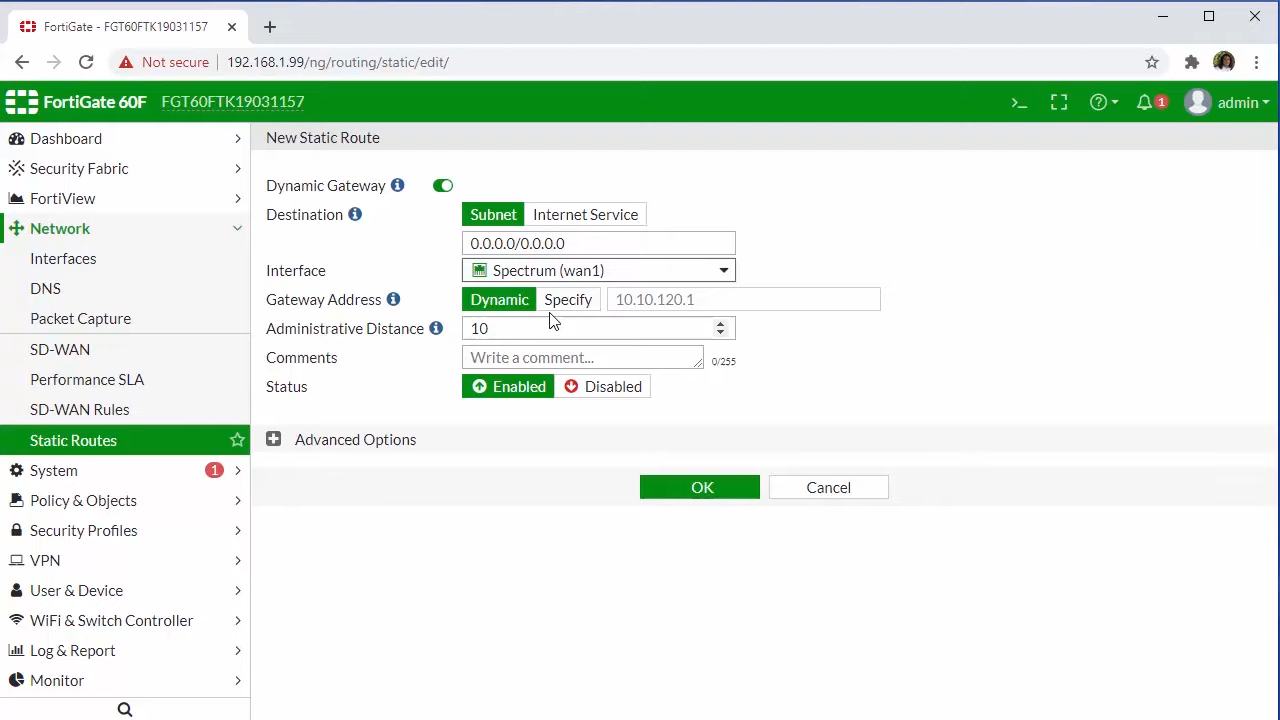 FortiGate - FGT60FTK19031157
Not secure 192.168.1.99/ng/routing/static/edit/
FortiGate 60F FGT60FTK19031157 >_ ? 1 admin
Dashboard
Security Fabric
FortiView
Network
Interfaces
DNS
Packet Capture
SD-WAN
Performance SLA
SD-WAN Rules
Static Routes
System 1
Policy & Objects
Security Profiles
VPN
User & Device
WiFi & Switch Controller
Log & Report
Monitor
New Static Route
Dynamic Gateway
Destination Subnet Internet Service
0.0.0.0/0.0.0.0
Interface Spectrum (wan1)
Gateway Address Dynamic Specify 10.10.120.1
Administrative Distance 10
Comments Write a comment... 0/255
Status Enabled Disabled
Advanced Options
OK Cancel